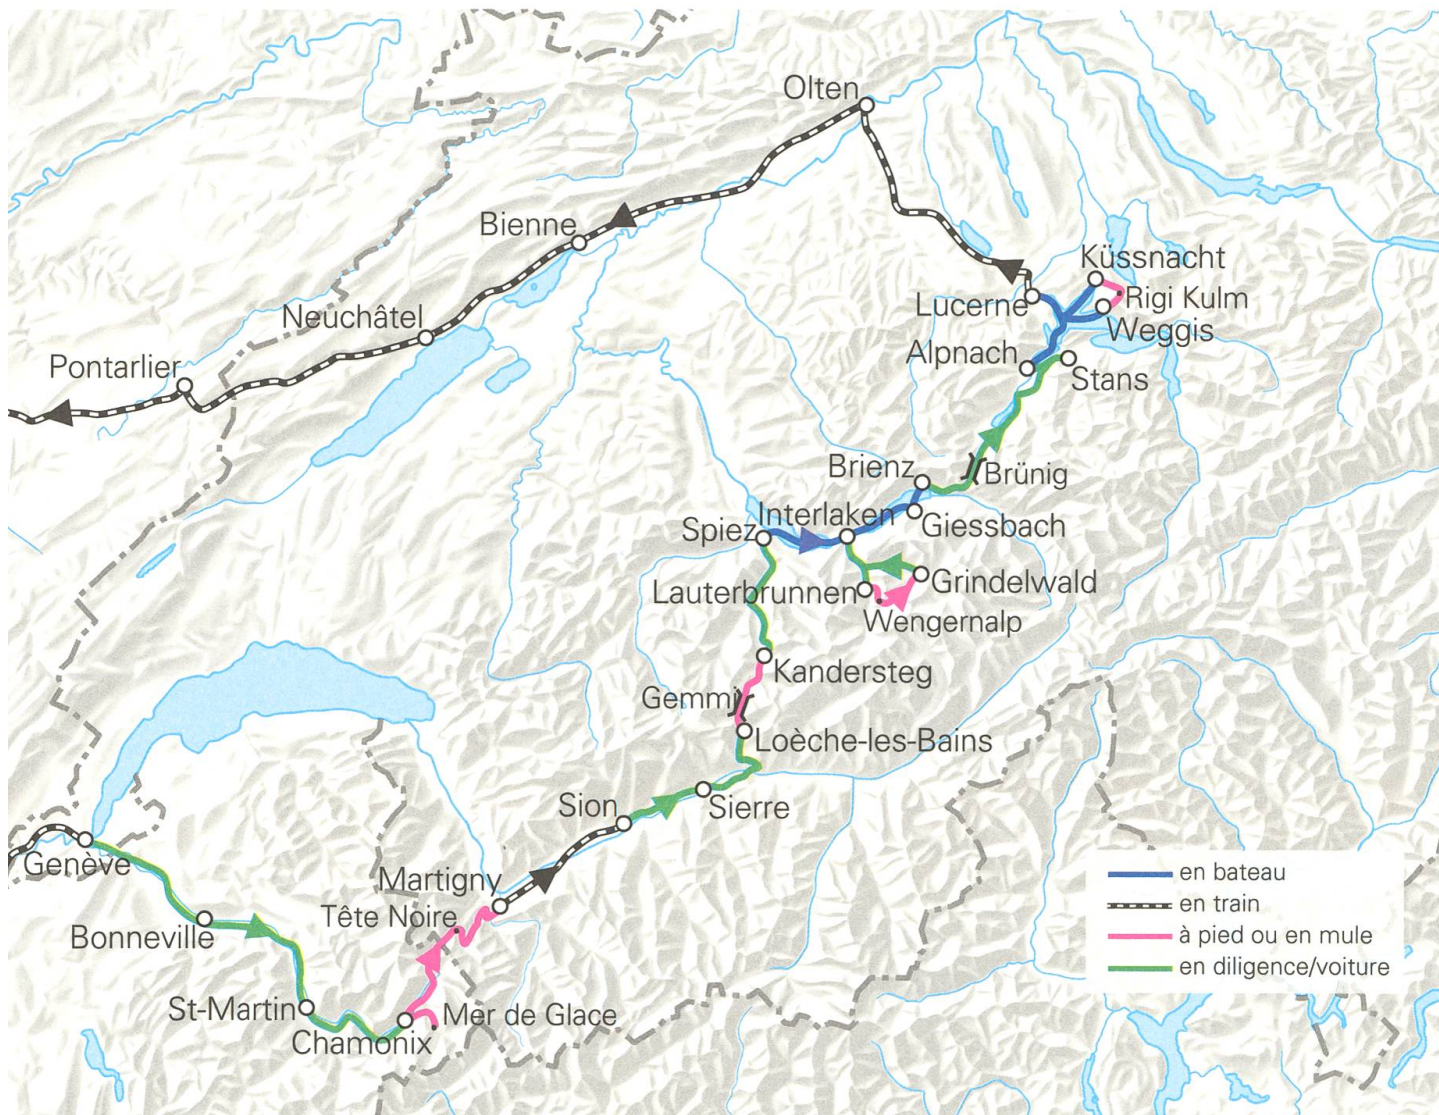 Olten
Bienne
Küssnacht
Lucerne
Rigi Kulm
Neuchâtel
Weggis
Alpnach
Pontarlier
Stans
Brienz
Brünig
Interlaken
Giessbach
Spiez
Grindelwald
Lauterbrunnen
Wengernalp
Kandersteg
Gemmi
Loèche-les-Bains
Sion
Sierre
Genève
Martigny
Tête Noire
Bonneville
St-Martin
Mer de Glace
Chamonix
en bateau
en train
à pied ou en mule
en diligence/voiture